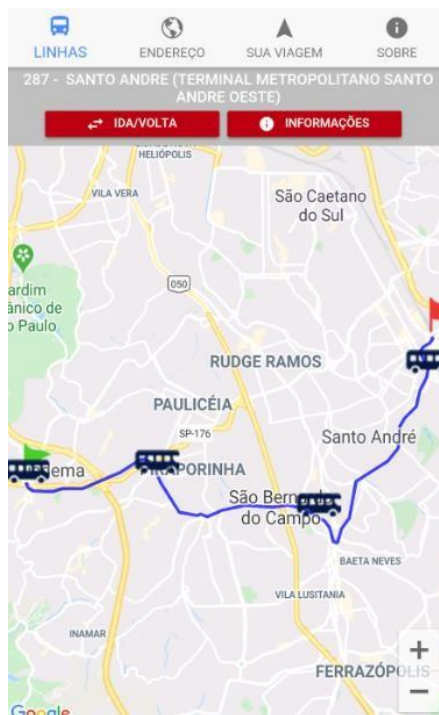 LINHAS
ENDEREÇO
SUA VIAGEM
SOBRE
287 - SANTO ANDRE (TERMINAL METROPOLITANO SANTO
ANDRE OESTE)
IDA/VOLTA
INFORMAÇÕES
HELIÓPOLIS
VILA VERA
São Caetano
do Sul
050
ardim
ânico de
o Paulo
RUDGE RAMOS
PAULICÉIA
SP-176
Santo André
São Bernardo
do Campo
BAETA NEVES
VILA LUSITANIA
INAMAR
FERRAZÓPOLIS
+
−
Google